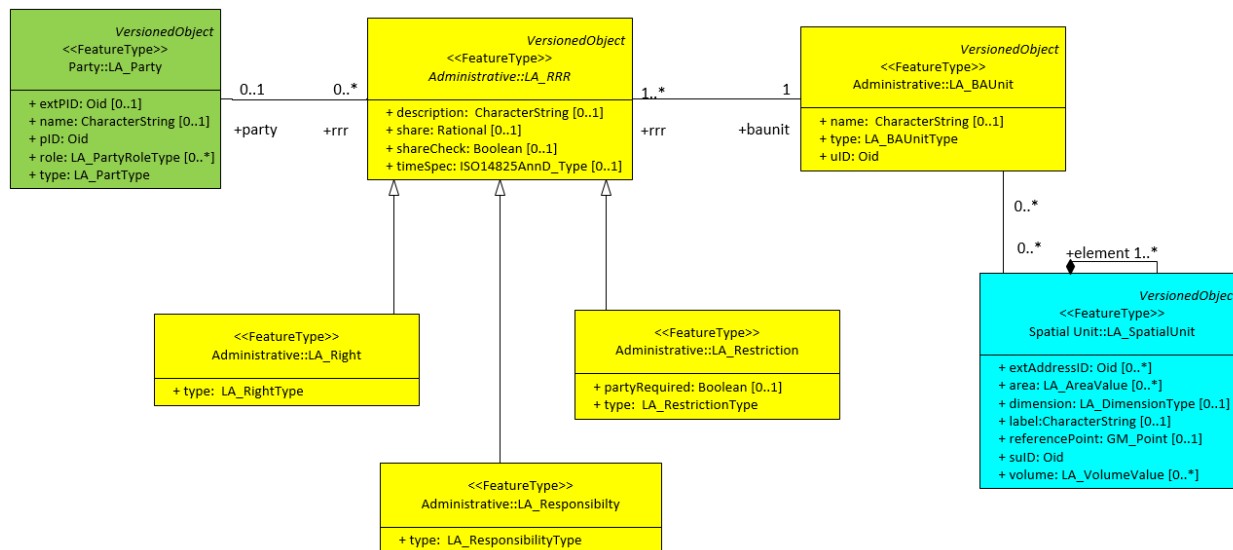 VersionedObject
<<FeatureType>>
Party::LA_Party
+ extPID: Oid [0..1]
+ name: CharacterString [0..1]
+ pID: Oid
+ role: LA_PartyRoleType [0..*]
+ type: LA_PartType
0..1
+party
0..*
+rrr
VersionedObject
<<FeatureType>>
Administrative::LA_RRR
+ description: CharacterString [0..1]
+ share: Rational [0..1]
+ shareCheck: Boolean [0..1]
+ timeSpec: ISO14825AnnD_Type [0..1]
1..*
+rrr
1
+baunit
VersionedObject
<<FeatureType>>
Administrative::LA_BAUnit
+ name: CharacterString [0..1]
+ type: LA_BAUnitType
+ uID: Oid
0..*
0..*
+element 1..*
VersionedObject
<<FeatureType>>
Spatial Unit::LA_SpatialUnit
+ extAddressID: Oid [0..*]
+ area: LA_AreaValue [0..*]
+ dimension: LA_DimensionType [0..1]
+ label:CharacterString [0..1]
+ referencePoint: GM_Point [0..1]
+ suID: Oid
+ volume: LA_VolumeValue [0..*]
<<FeatureType>>
Administrative::LA_Right
+ type: LA_RightType
<<FeatureType>>
Administrative::LA_Restriction
+ partyRequired: Boolean [0..1]
+ type: LA_RestrictionType
<<FeatureType>>
Administrative::LA_Responsibilty
+ type: LA_ResponsibilityType